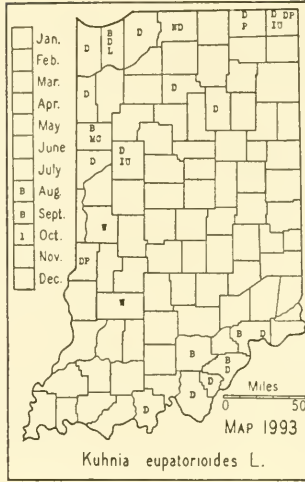 Jan.
Feb.
Mar.
Apr.
May
June
July
B Aug.
B Sept.
1 Oct.
Nov.
Dec.
D
B
D
L
D
ND
D
P
D DP
IU
D
D
D
B
MC
D
D
IU
W
DP
W
B
B
D
B
D
D
D
D
Miles
0 50
MAP 1993
Kuhnia eupatorioides L.